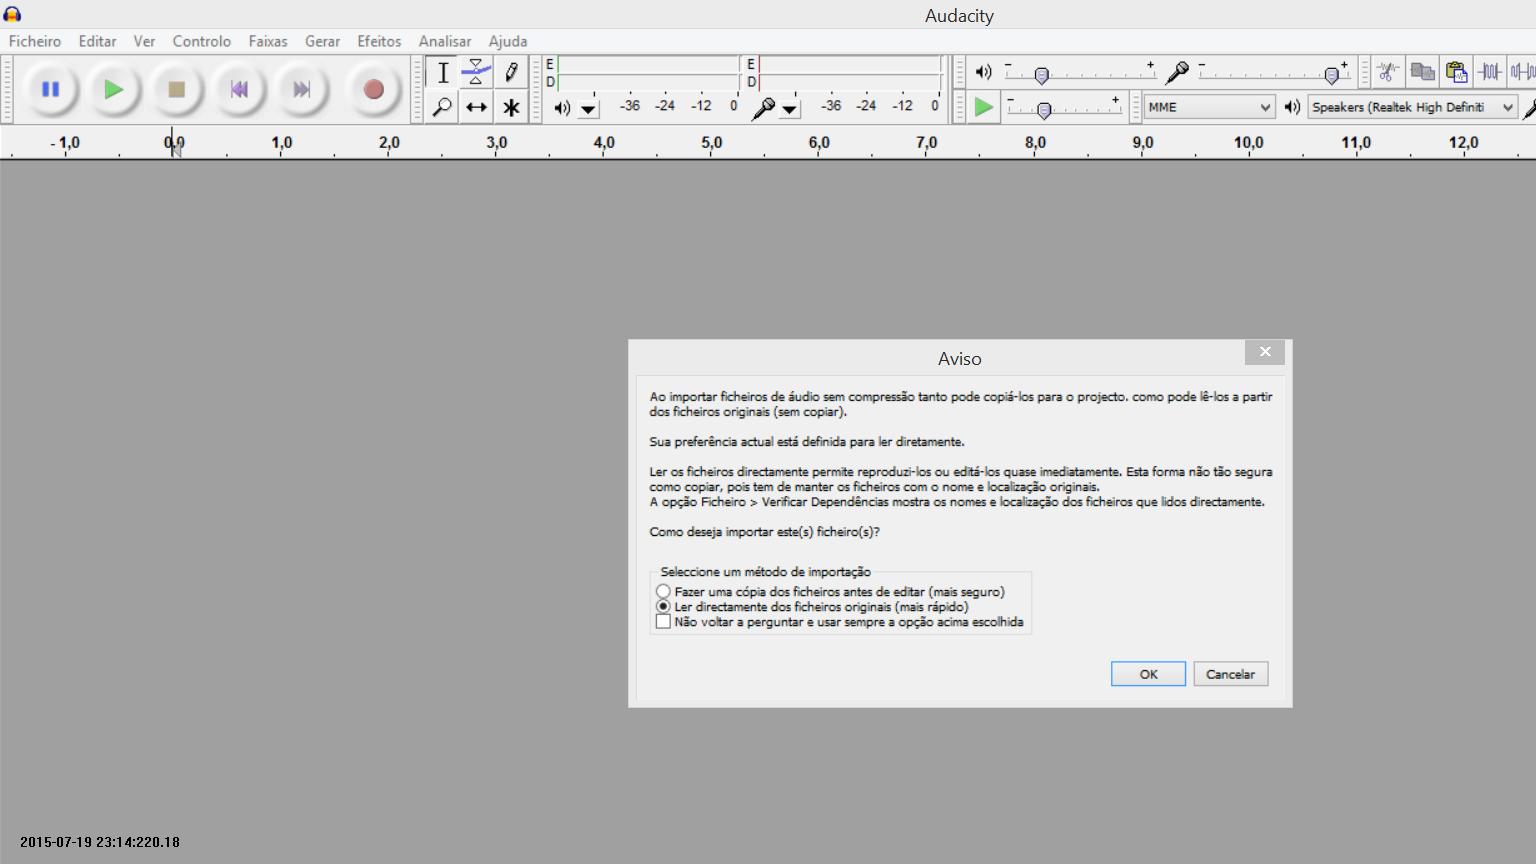 Audacity
Ficheiro Editar Ver Controlo Faixas Gerar Efeitos Analisar Ajuda
E E
D D
-36 -24 -12 0 -36 -24 -12 0
MME Speakers (Realtek High Definiti
-1,0 0,0 1,0 2,0 3,0 4,0 5,0 6,0 7,0 8,0 9,0 10,0 11,0 12,0
Aviso
Ao importar ficheiros de áudio sem compressão tanto pode copiá-los para o projecto. como pode lê-los a partir
dos ficheiros originais (sem copiar).
Sua preferência actual está definida para ler diretamente.
Ler os ficheiros directamente permite reproduzi-los ou editá-los quase imediatamente. Esta forma não tão segura
como copiar, pois tem de manter os ficheiros com o nome e localização originais.
A opção Ficheiro > Verificar Dependências mostra os nomes e localização dos ficheiros que lidos directamente.
Como deseja importar este(s) ficheiro(s)?
Seleccione um método de importação
Fazer uma cópia dos ficheiros antes de editar (mais seguro)
Ler directamente dos ficheiros originais (mais rápido)
Não voltar a perguntar e usar sempre a opção acima escolhida
OK Cancelar
2015-07-19 23:14:220.18